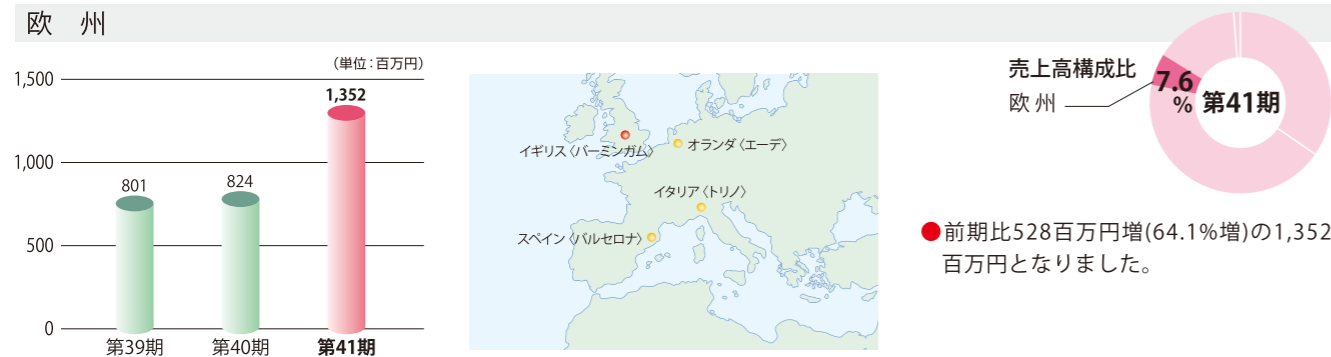 欧　州
（単位：百万円）
1,500
1,000
500
0
801
824
1,352
第39期
第40期
第41期
イギリス〈バーミンガム〉
オランダ〈エーデ〉
イタリア〈トリノ〉
スペイン〈バルセロナ〉
売上高構成比
欧 州
7.6
%
第41期
●前期比528百万円増(64.1%増)の1,352
百万円となりました。